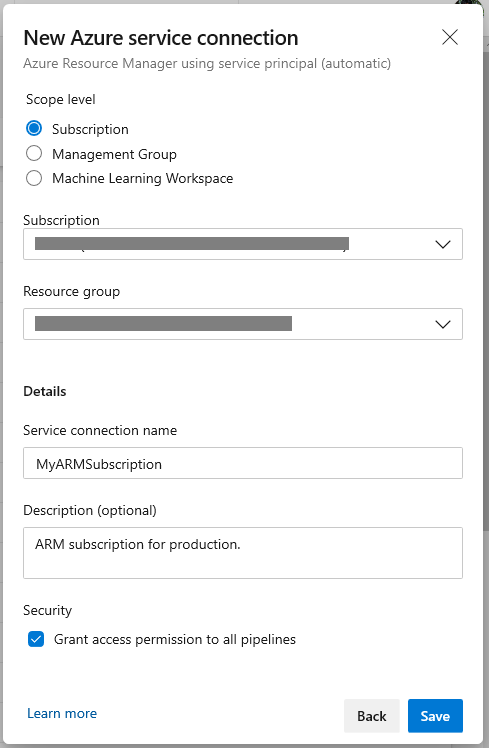 New Azure service connection
Azure Resource Manager using service principal (automatic)
Scope level
Subscription
Management Group
Machine Learning Workspace
Subscription
Resource group
Details
Service connection name
MyARMSubscription
Description (optional)
ARM subscription for production.
Security
Grant access permission to all pipelines
Learn more
Back
Save